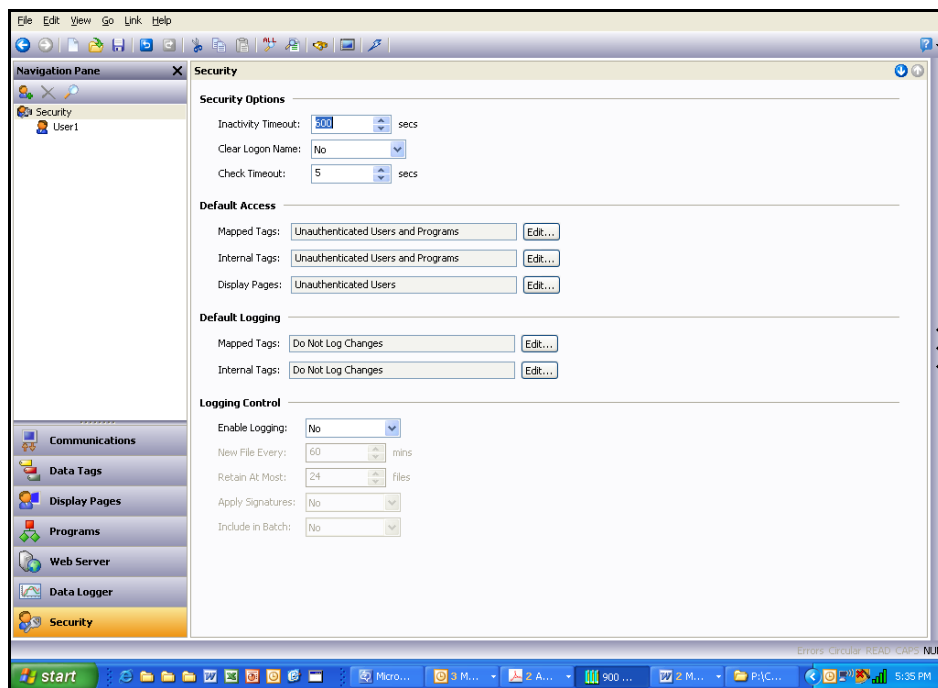 File Edit View Go Link Help
Navigation Pane
Security
User1
Communications
Data Tags
Display Pages
Programs
Web Server
Data Logger
Security
Security
Security Options
Inactivity Timeout: 600 secs
Clear Logon Name: No
Check Timeout: 5 secs
Default Access
Mapped Tags: Unauthenticated Users and Programs Edit...
Internal Tags: Unauthenticated Users and Programs Edit...
Display Pages: Unauthenticated Users Edit...
Default Logging
Mapped Tags: Do Not Log Changes Edit...
Internal Tags: Do Not Log Changes Edit...
Logging Control
Enable Logging: No
New File Every: 60 mins
Retain At Most: 24 files
Apply Signatures: No
Include in Batch: No
Errors Circular READ CAPS NU
start Micro... 3 M... 2 A... 900 ... 2 M... P:\C... 5:35 PM